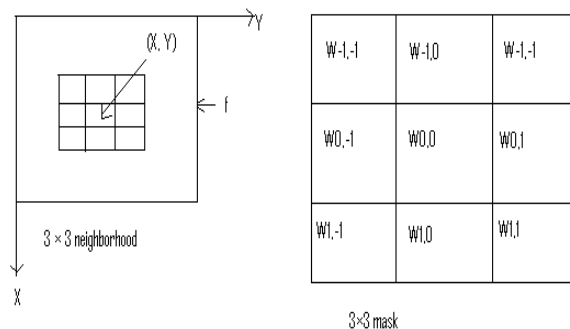 Y
(X, Y)
f
3 × 3 neighborhood
X
W-1,-1 W-1,0 W-1,-1
W0,-1 W0,0 W0,1
W1,-1 W1,0 W1,1
3×3 mask